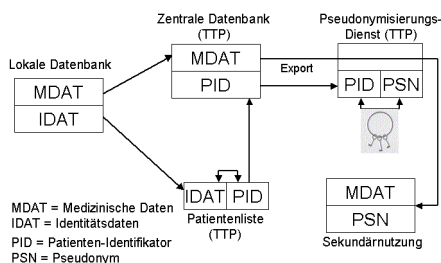 Zentrale Datenbank
(TTP)
Pseudonymisierungs-
Dienst (TTP)
Lokale Datenbank
MDAT
IDAT
MDAT
PID
Export
PID PSN
IDAT PID
Patientenliste
(TTP)
MDAT
PSN
Sekundärnutzung
MDAT = Medizinische Daten
IDAT = Identitätsdaten
PID = Patienten-Identifikator
PSN = Pseudonym